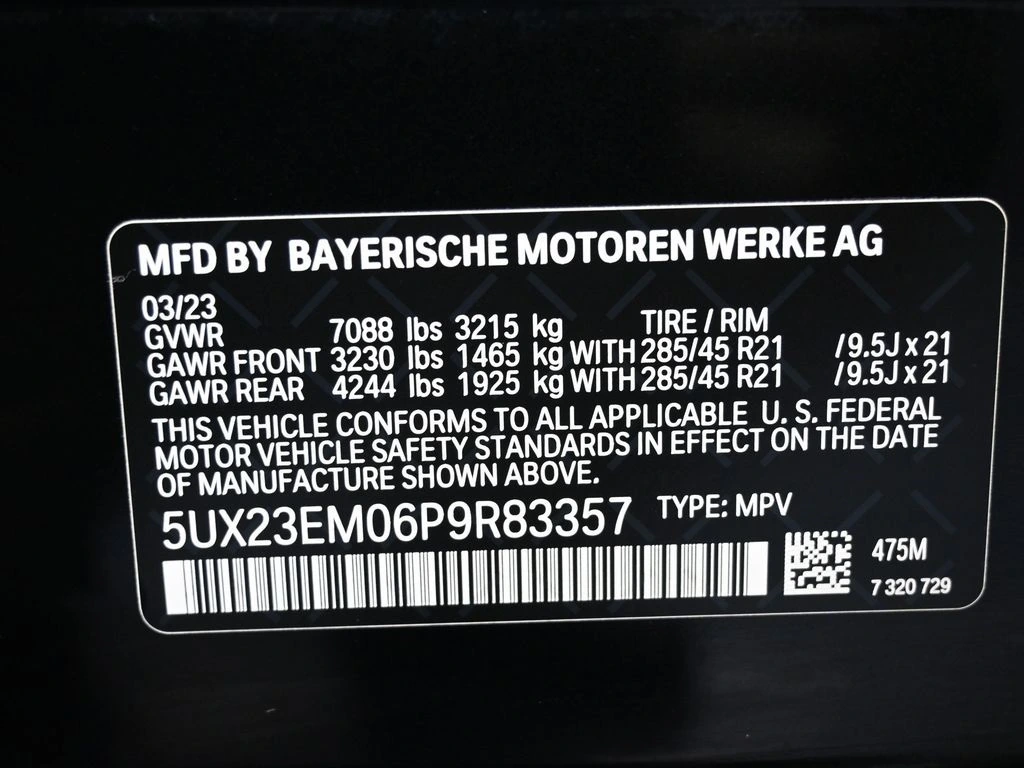 MFD BY BAYERISCHE MOTOREN WERKE AG
03/23
GVWR 7088 lbs 3215 kg TIRE / RIM
GAWR FRONT 3230 lbs 1465 kg WITH 285/45 R21 /9.5J x 21
GAWR REAR 4244 lbs 1925 kg WITH 285/45 R21 /9.5J x 21
THIS VEHICLE CONFORMS TO ALL APPLICABLE U. S. FEDERAL
MOTOR VEHICLE SAFETY STANDARDS IN EFFECT ON THE DATE
OF MANUFACTURE SHOWN ABOVE.
5UX23EM06P9R83357 TYPE: MPV
475M
7 320 729